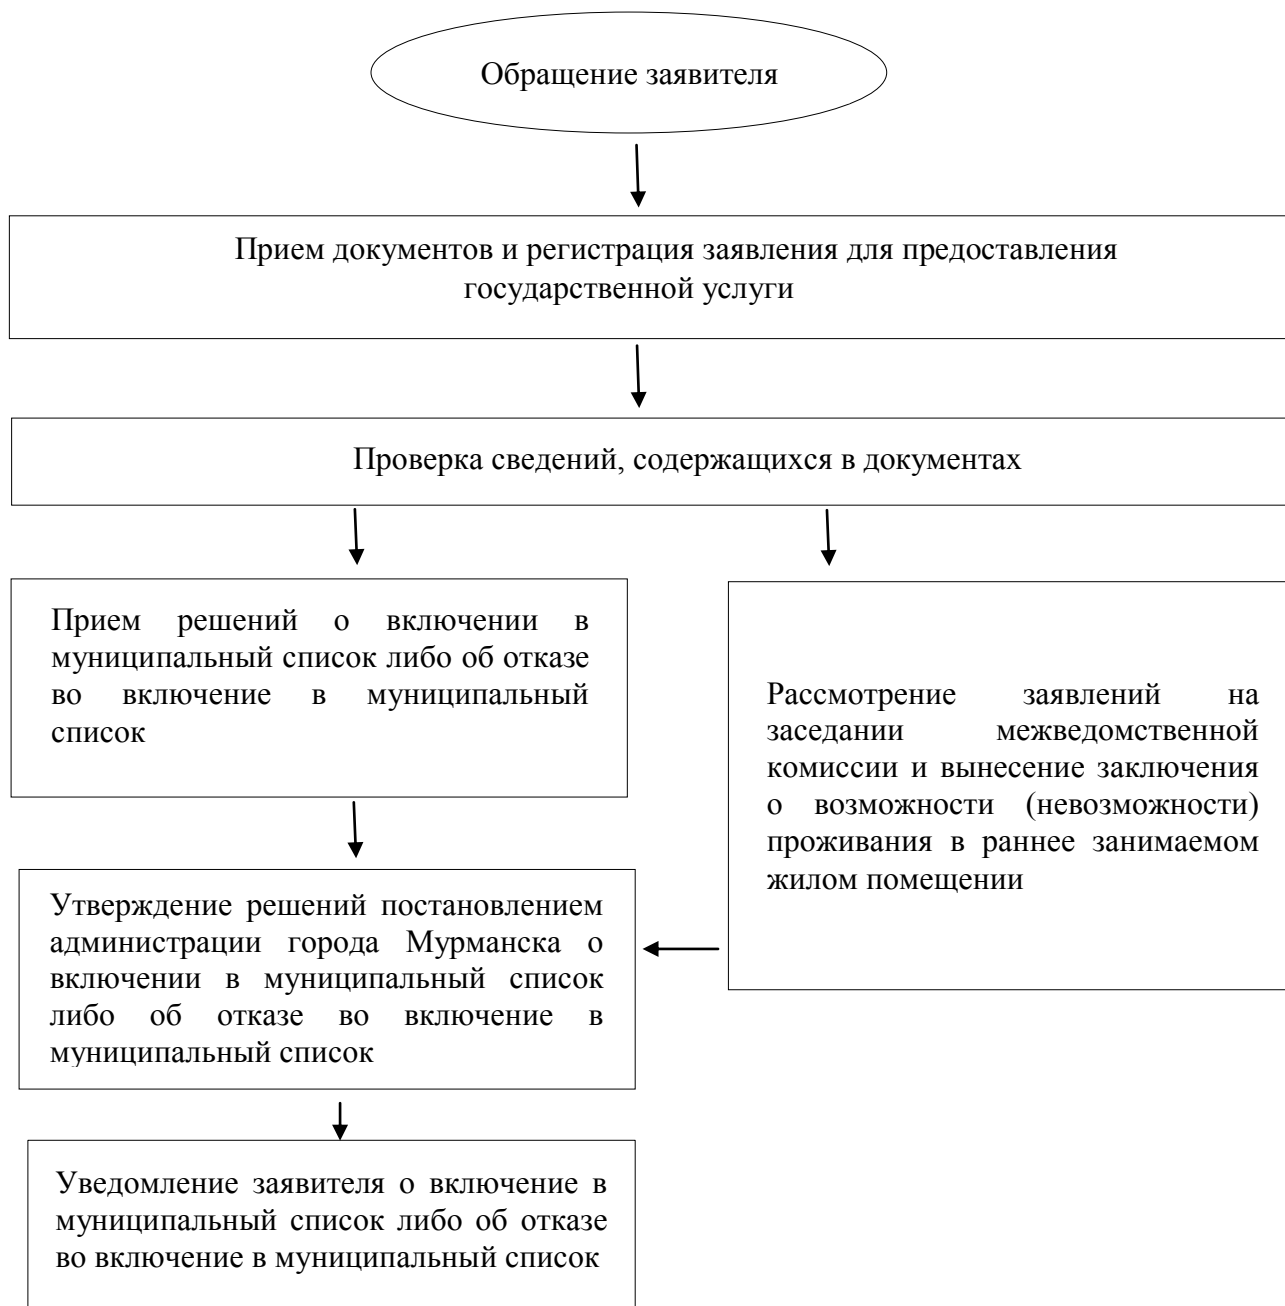 Обращение заявителя
Прием документов и регистрация заявления для предоставления
государственной услуги
Проверка сведений, содержащихся в документах
Прием решений о включении в
муниципальный список либо об отказе
во включение в муниципальный
список
Рассмотрение заявлений на
заседании межведомственной
комиссии и вынесение заключения
о возможности (невозможности)
проживания в раннее занимаемом
жилом помещении
Утверждение решений постановлением
администрации города Мурманска о
включении в муниципальный список
либо об отказе во включение в
муниципальный список
Уведомление заявителя о включение в
муниципальный список либо об отказе
во включение в муниципальный список